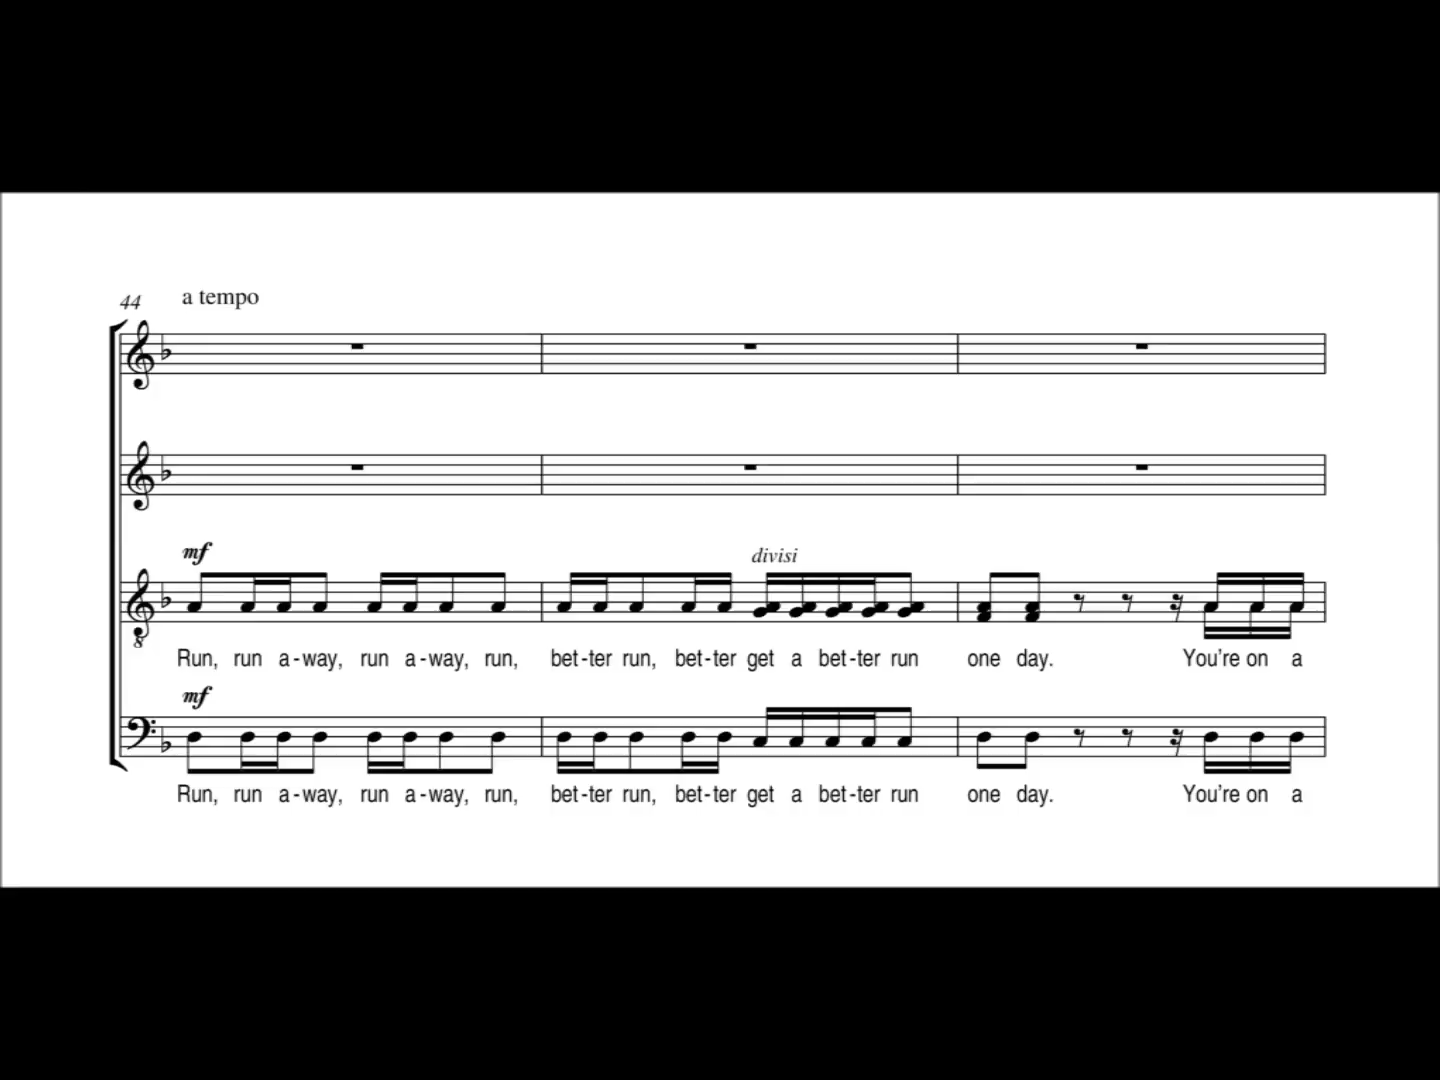 44 a tempo
mf
divisi
8
Run, run a-way, run a-way, run, bet-ter run, bet-ter get a bet-ter run one day. You're on a
mf
Run, run a-way, run a-way, run, bet-ter run, bet-ter get a bet-ter run one day. You're on a